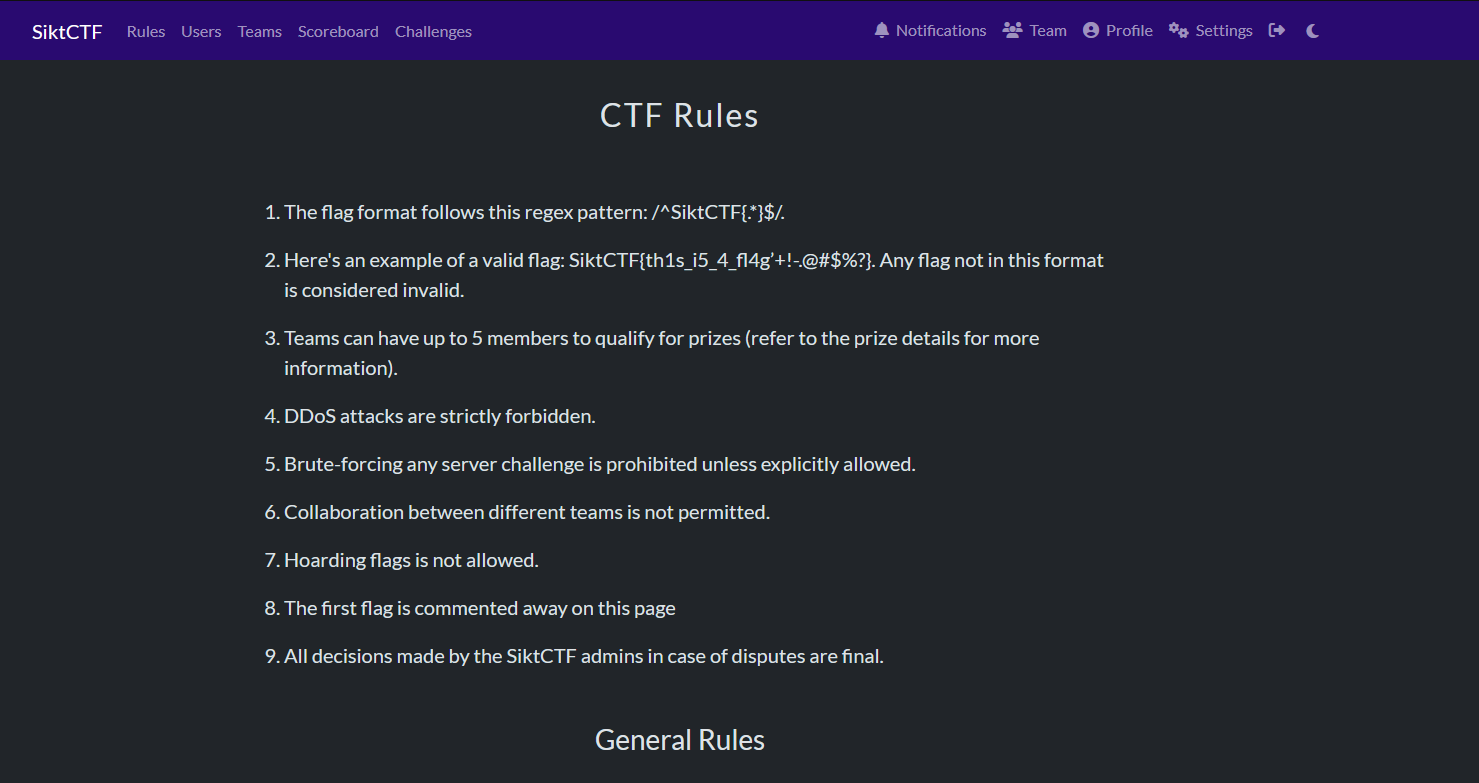 SiktCTF Rules Users Teams Scoreboard Challenges Notifications Team Profile Settings
CTF Rules
1. The flag format follows this regex pattern: /^SiktCTF{.*}$/.
2. Here's an example of a valid flag: SiktCTF{th1s_i5_4_fl4g’+!-.@#$%?}. Any flag not in this format
is considered invalid.
3. Teams can have up to 5 members to qualify for prizes (refer to the prize details for more
information).
4. DDoS attacks are strictly forbidden.
5. Brute-forcing any server challenge is prohibited unless explicitly allowed.
6. Collaboration between different teams is not permitted.
7. Hoarding flags is not allowed.
8. The first flag is commented away on this page
9. All decisions made by the SiktCTF admins in case of disputes are final.
General Rules